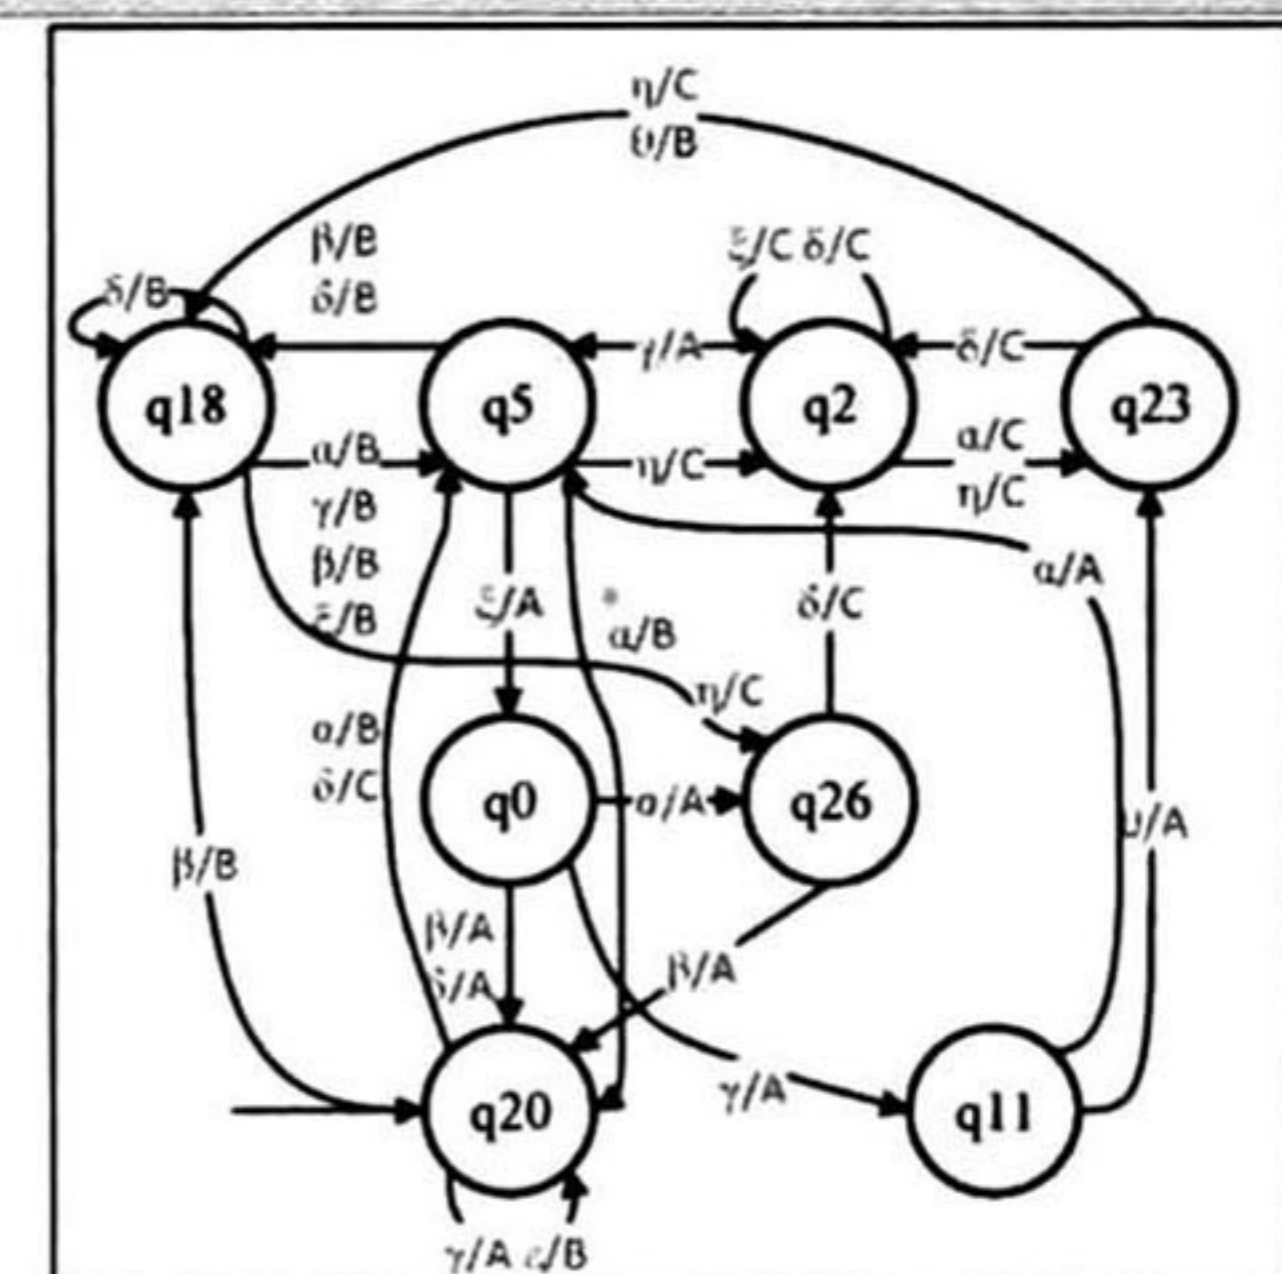 η/C
θ/B
β/B
δ/B
ξ/C δ/C
δ/B
γ/A
δ/C
q18
q5
q2
q23
α/B
η/C
α/C
η/C
γ/B
β/B
ξ/B
ξ/A
α/B
δ/C
α/A
η/C
α/B
δ/C
q0
α/A
q26
β/B
β/A
δ/A
β/A
γ/A
q20
q11
γ/A